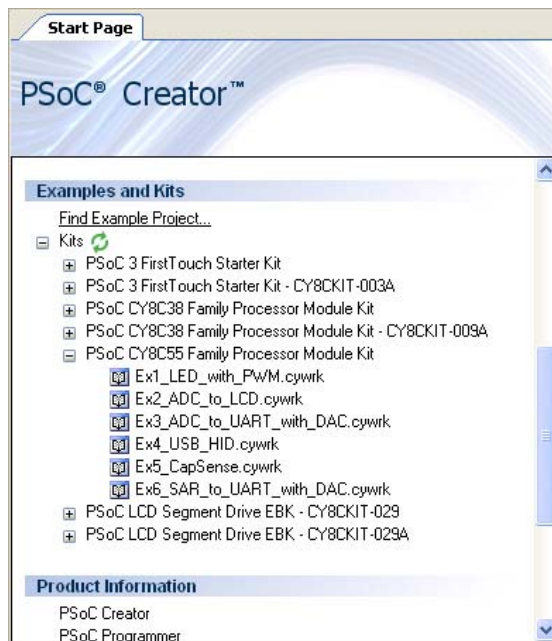 Start Page
PSoC® Creator™
Examples and Kits
Find Example Project...
Kits
PSoC 3 FirstTouch Starter Kit
PSoC 3 FirstTouch Starter Kit - CY8CKIT-003A
PSoC CY8C38 Family Processor Module Kit
PSoC CY8C38 Family Processor Module Kit - CY8CKIT-009A
PSoC CY8C55 Family Processor Module Kit
Ex1_LED_with_PWM.cywrk
Ex2_ADC_to_LCD.cywrk
Ex3_ADC_to_UART_with_DAC.cywrk
Ex4_USB_HID.cywrk
Ex5_CapSense.cywrk
Ex6_SAR_to_UART_with_DAC.cywrk
PSoC LCD Segment Drive EBK - CY8CKIT-029
PSoC LCD Segment Drive EBK - CY8CKIT-029A
Product Information
PSoC Creator
PSoC Programmer